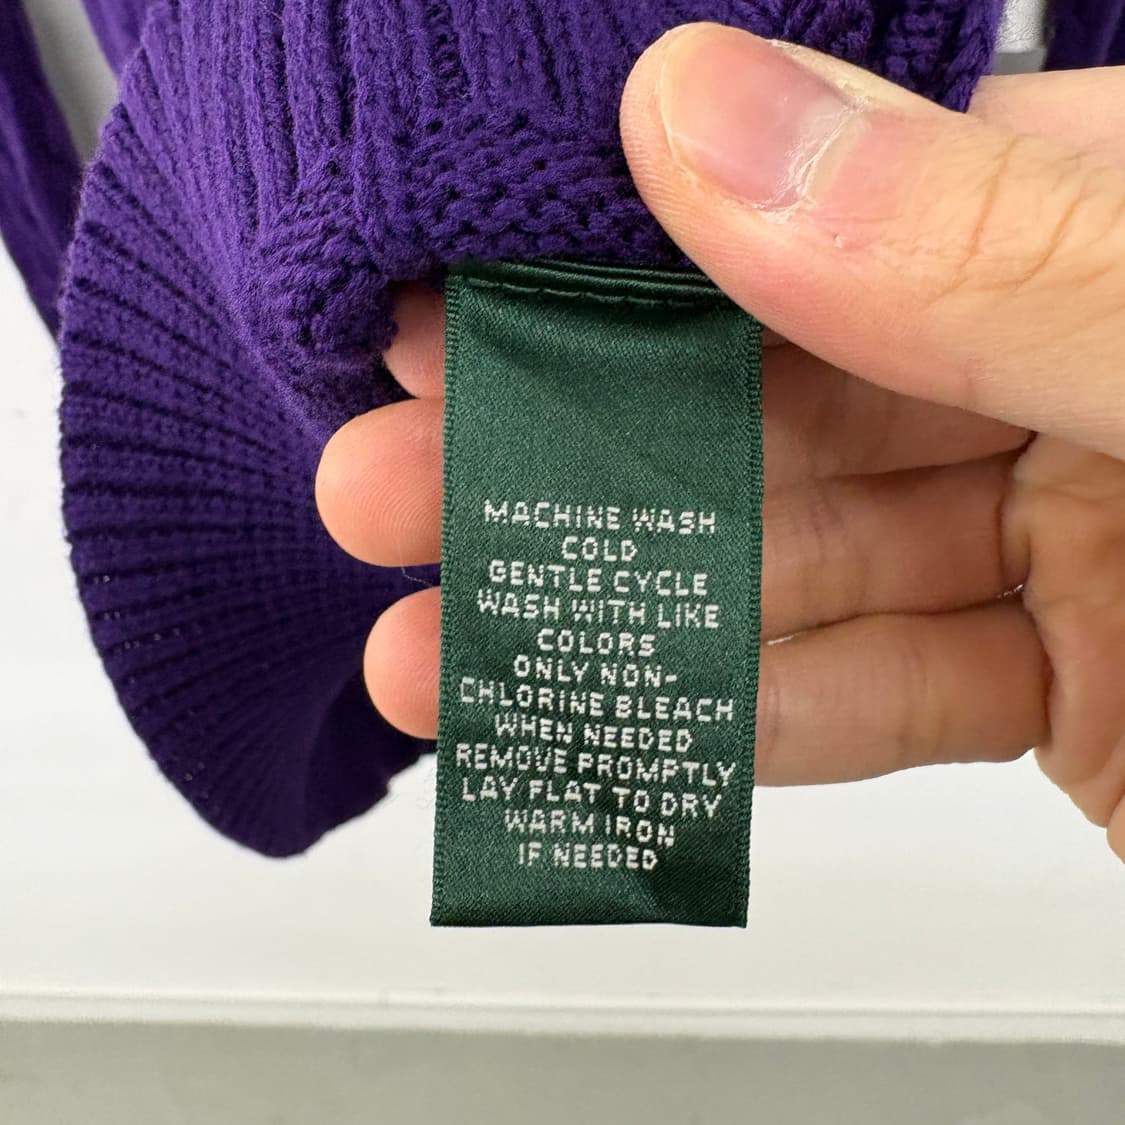 MACHINE WASH
COLD
GENTLE CYCLE
WASH WITH LIKE
COLORS
ONLY NON-
CHLORINE BLEACH
WHEN NEEDED
REMOVE PROMPTLY
LAY FLAT TO DRY
WARM IRON
IF NEEDED